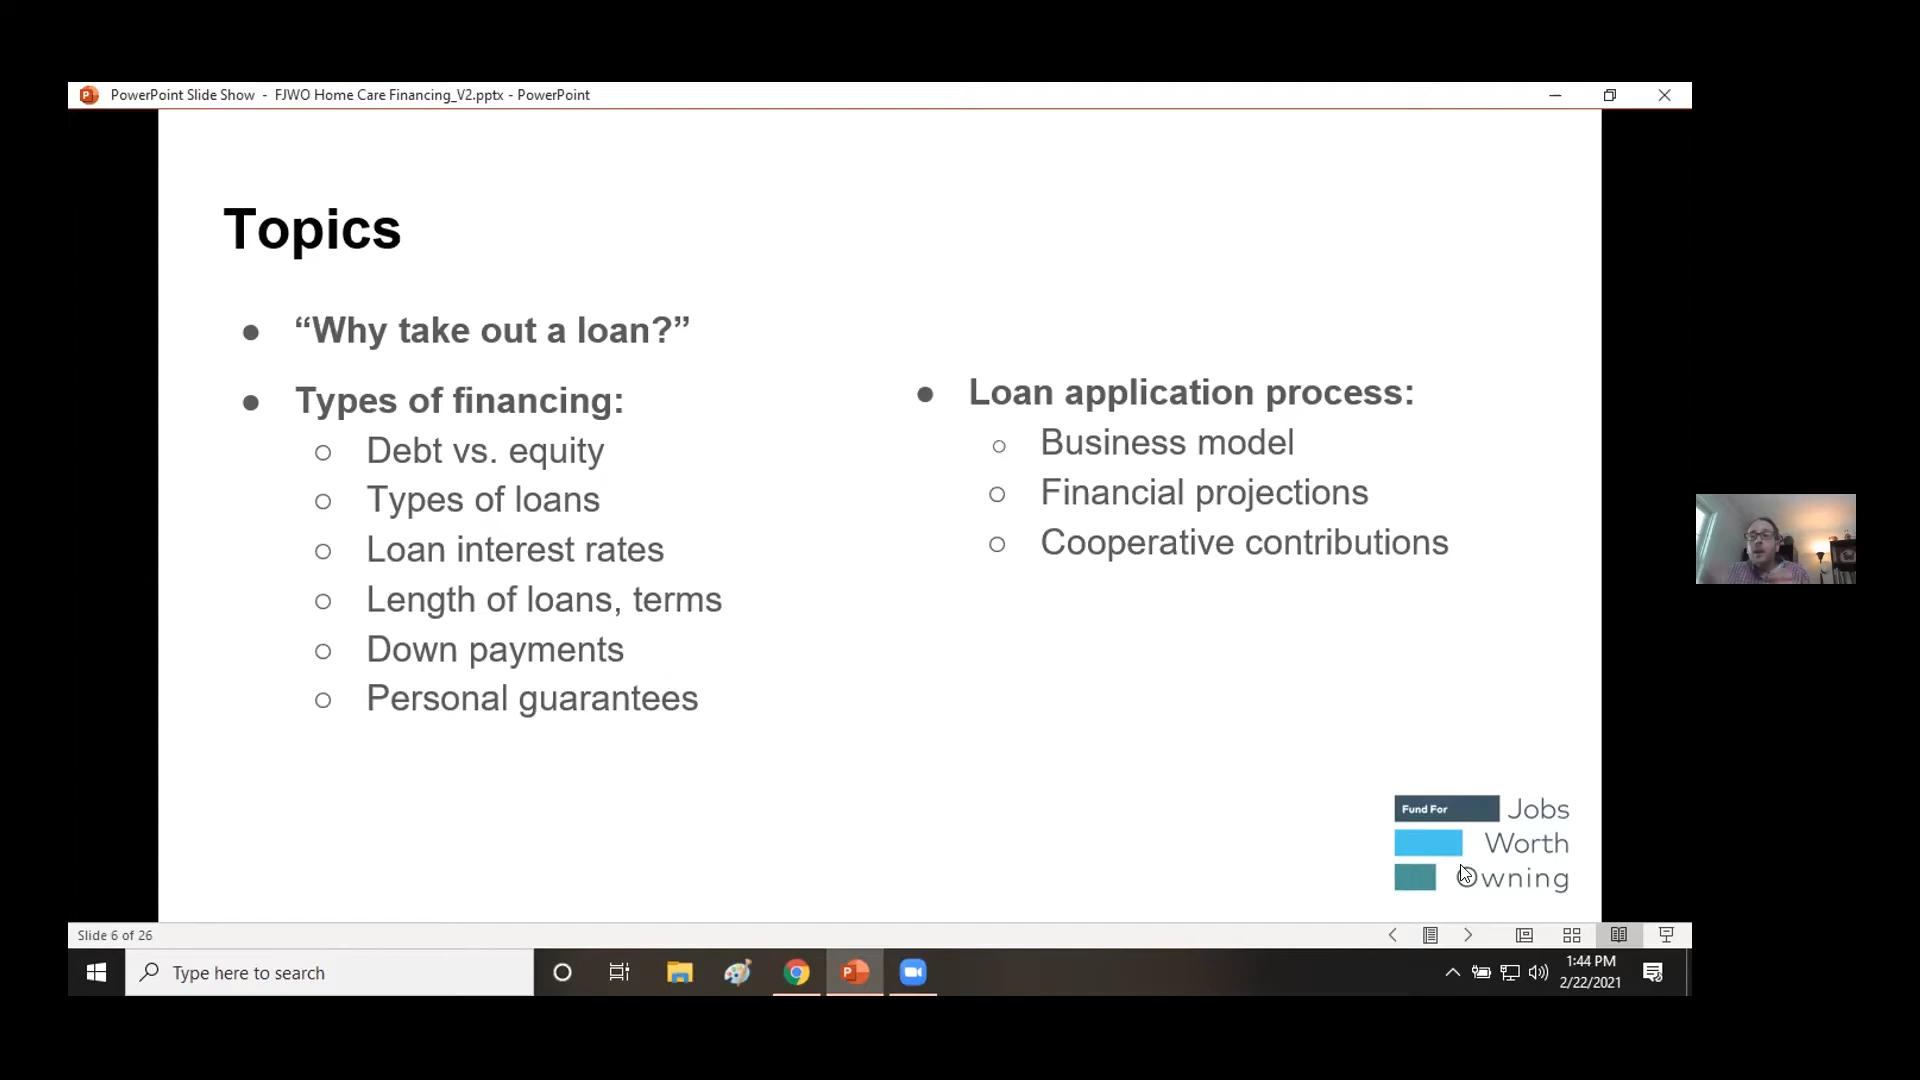 PowerPoint Slide Show - FJWO Home Care Financing_V2.pptx - PowerPoint
Topics
● “Why take out a loan?”
● Types of financing:
○ Debt vs. equity
○ Types of loans
○ Loan interest rates
○ Length of loans, terms
○ Down payments
○ Personal guarantees
● Loan application process:
○ Business model
○ Financial projections
○ Cooperative contributions
Fund For Jobs
Worth
Owning
Slide 6 of 26
Type here to search
1:44 PM
2/22/2021